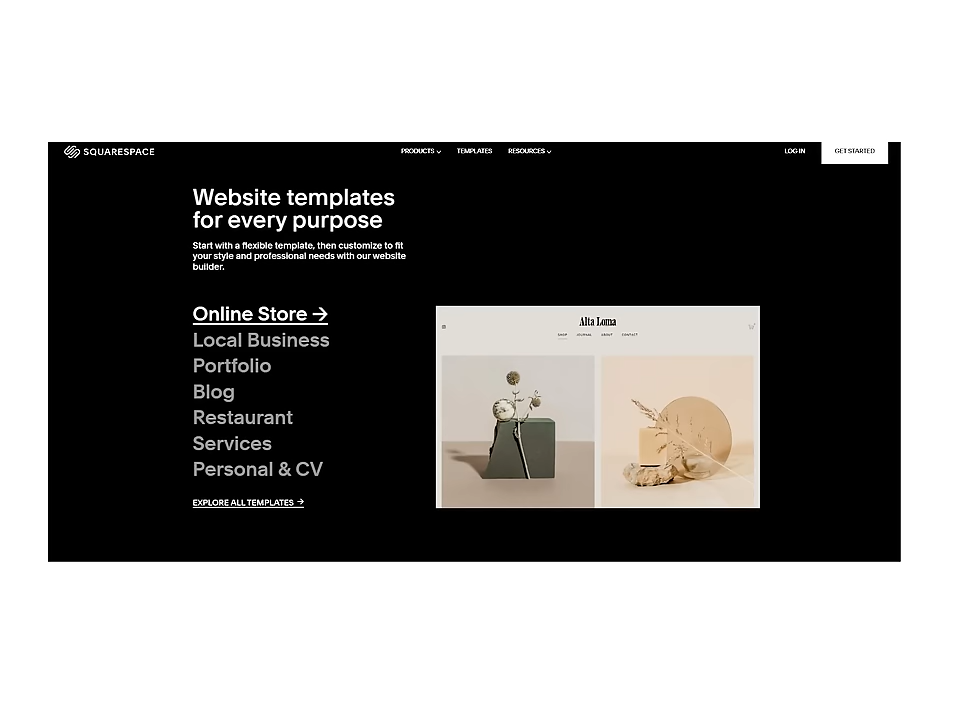 SQUARESPACE
PRODUCTS
TEMPLATES
RESOURCES
LOG IN
GET STARTED
Website templates
for every purpose
Start with a flexible template, then customize to fit
your style and professional needs with our website
builder.
Online Store →
Local Business
Portfolio
Blog
Restaurant
Services
Personal & CV
EXPLORE ALL TEMPLATES →
Alta Loma
SHOP
JOURNAL
ABOUT
CONTACT